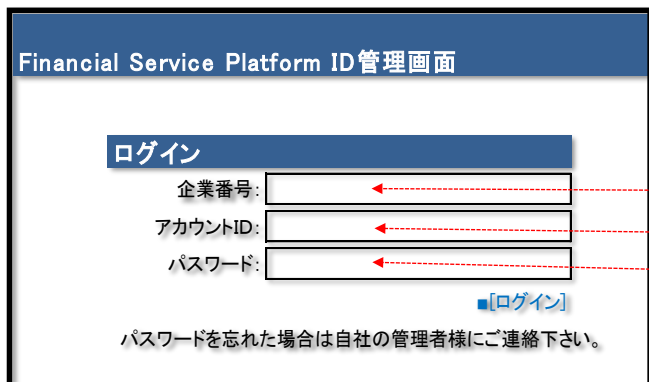 Financial Service Platform ID管理画面
ログイン
企業番号:
アカウントID:
パスワード:
■[ログイン]
パスワードを忘れた場合は自社の管理者様にご連絡下さい。